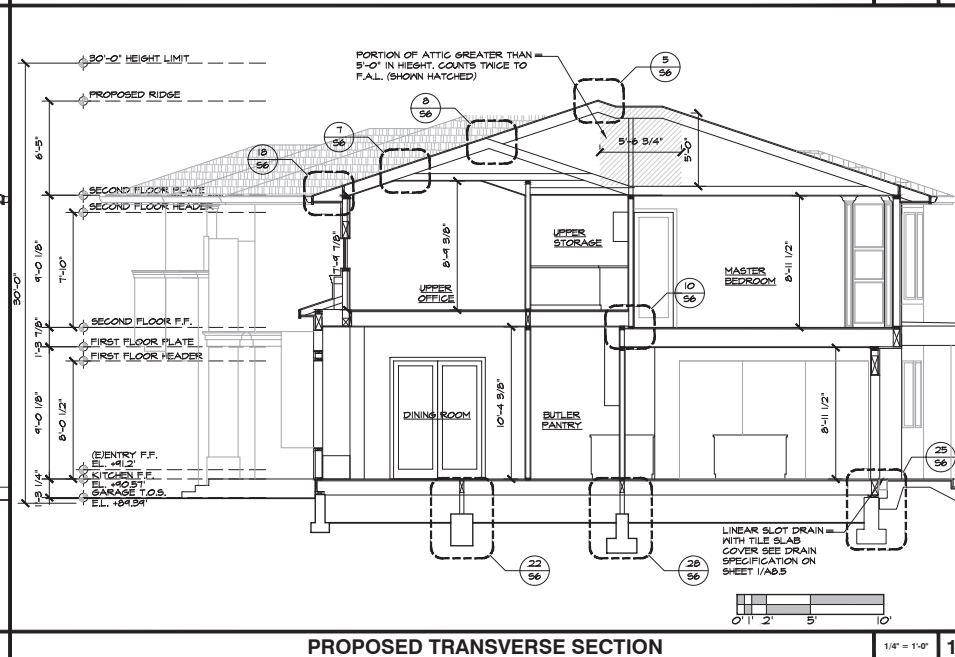 30'-0" HEIGHT LIMIT
PROPOSED RIDGE
PORTION OF ATTIC GREATER THAN
5'-0" IN HIEGHT. COUNTS TWICE TO
F.A.L. (SHOWN HATCHED)
5
S6
8
S6
7
S6
18
S6
5'-6 3/4"
5'-0"
6'-5"
SECOND FLOOR PLATE
SECOND FLOOR HEADER
9'-0 1/8"
7'-10"
30'-0"
7'-9 7/8"
8'-9 3/8"
UPPER
STORAGE
UPPER
OFFICE
MASTER
BEDROOM
8'-11 1/2"
10
S6
SECOND FLOOR F.F.
1'-3 7/8"
FIRST FLOOR PLATE
FIRST FLOOR HEADER
9'-0 1/8"
8'-0 1/2"
DINING ROOM
10'-4 3/8"
BUTLER
PANTRY
8'-11 1/2"
(E)ENTRY F.F.
EL. +91.2'
KITCHEN F.F.
EL. +90.57'
GARAGE T.O.S.
E.L. +89.39'
1'-3 1/4"
25
S6
22
S6
28
S6
LINEAR SLOT DRAIN
WITH TILE SLAB
COVER SEE DRAIN
SPECIFICATION ON
SHEET 1/A8.5
0' 1' 2' 5' 10'
PROPOSED TRANSVERSE SECTION
1/4" = 1'-0"
1